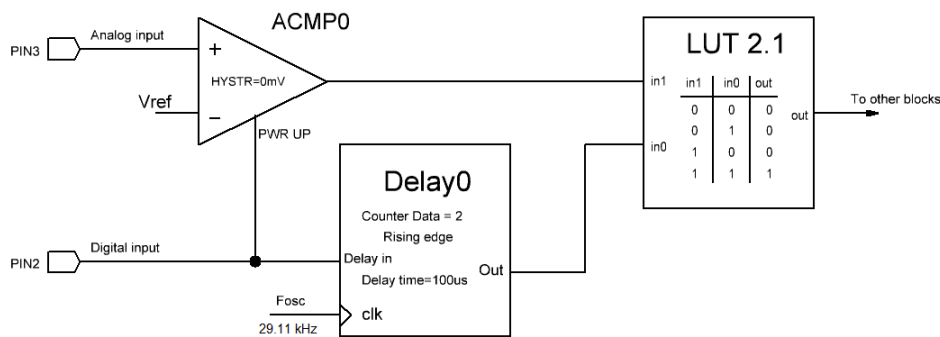 ACMP0
PIN3
Analog input
+
HYSTR=0mV
Vref
−
PWR UP
LUT 2.1
in1
in1 in0 out
0 0 0
0 1 0
1 0 0
1 1 1
in0
out
To other blocks
Delay0
Counter Data = 2
Rising edge
PIN2
Digital input
Delay in
Delay time=100us
Out
Fosc
29.11 kHz
clk